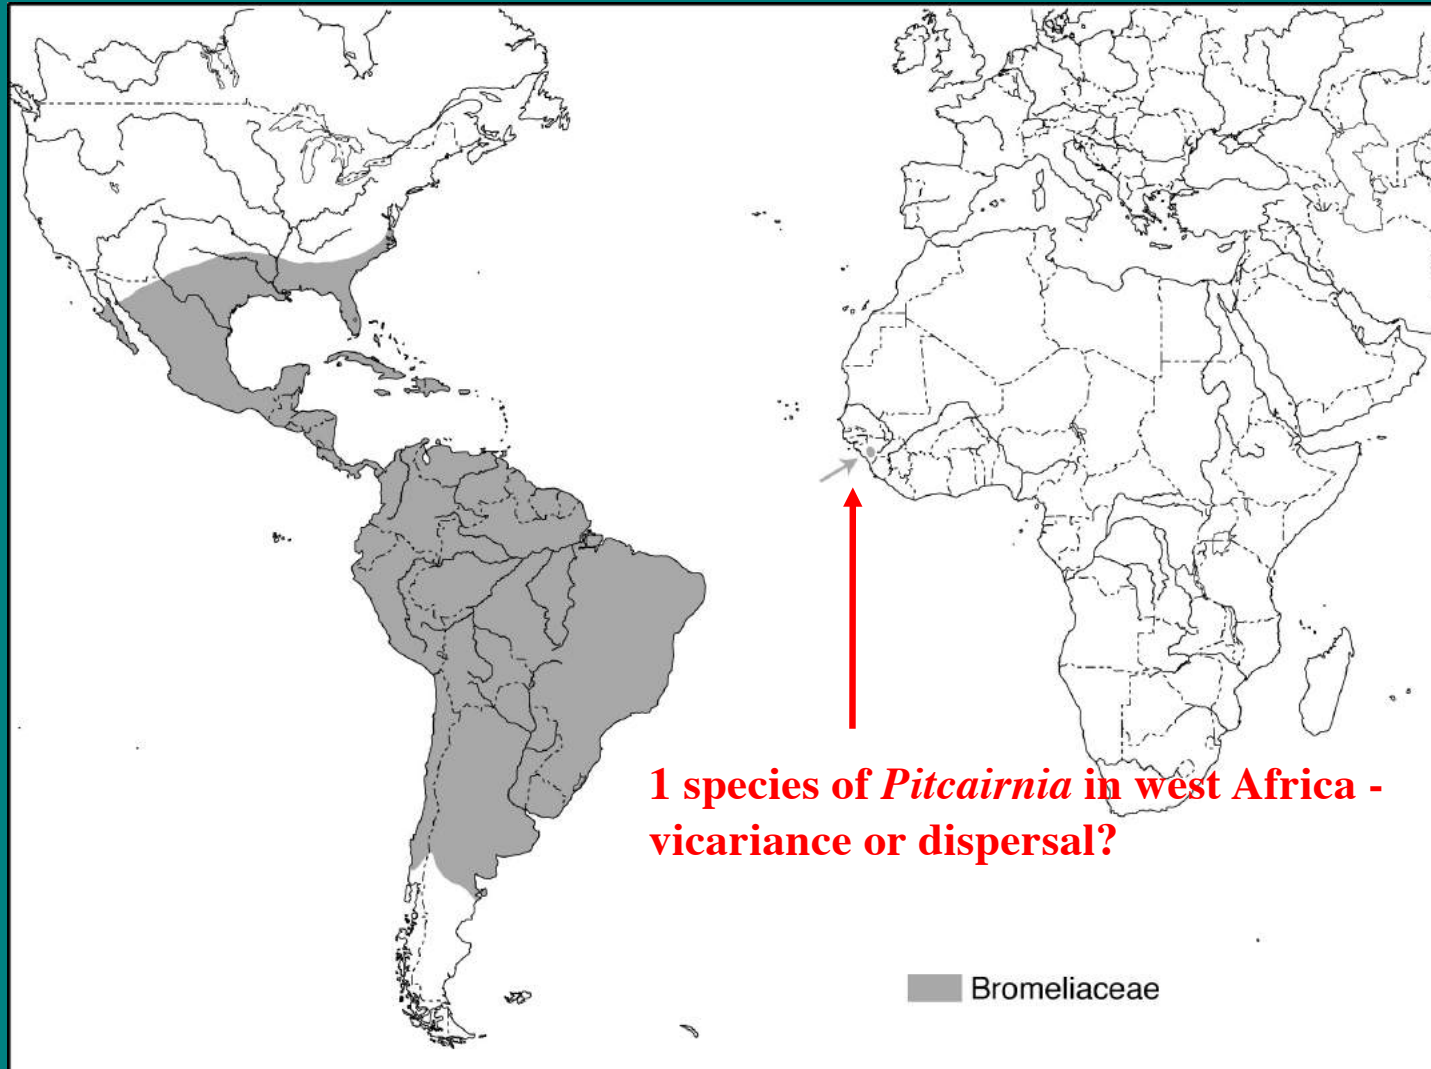 1 species of Pitcairnia in west Africa -
vicariance or dispersal?
Bromeliaceae